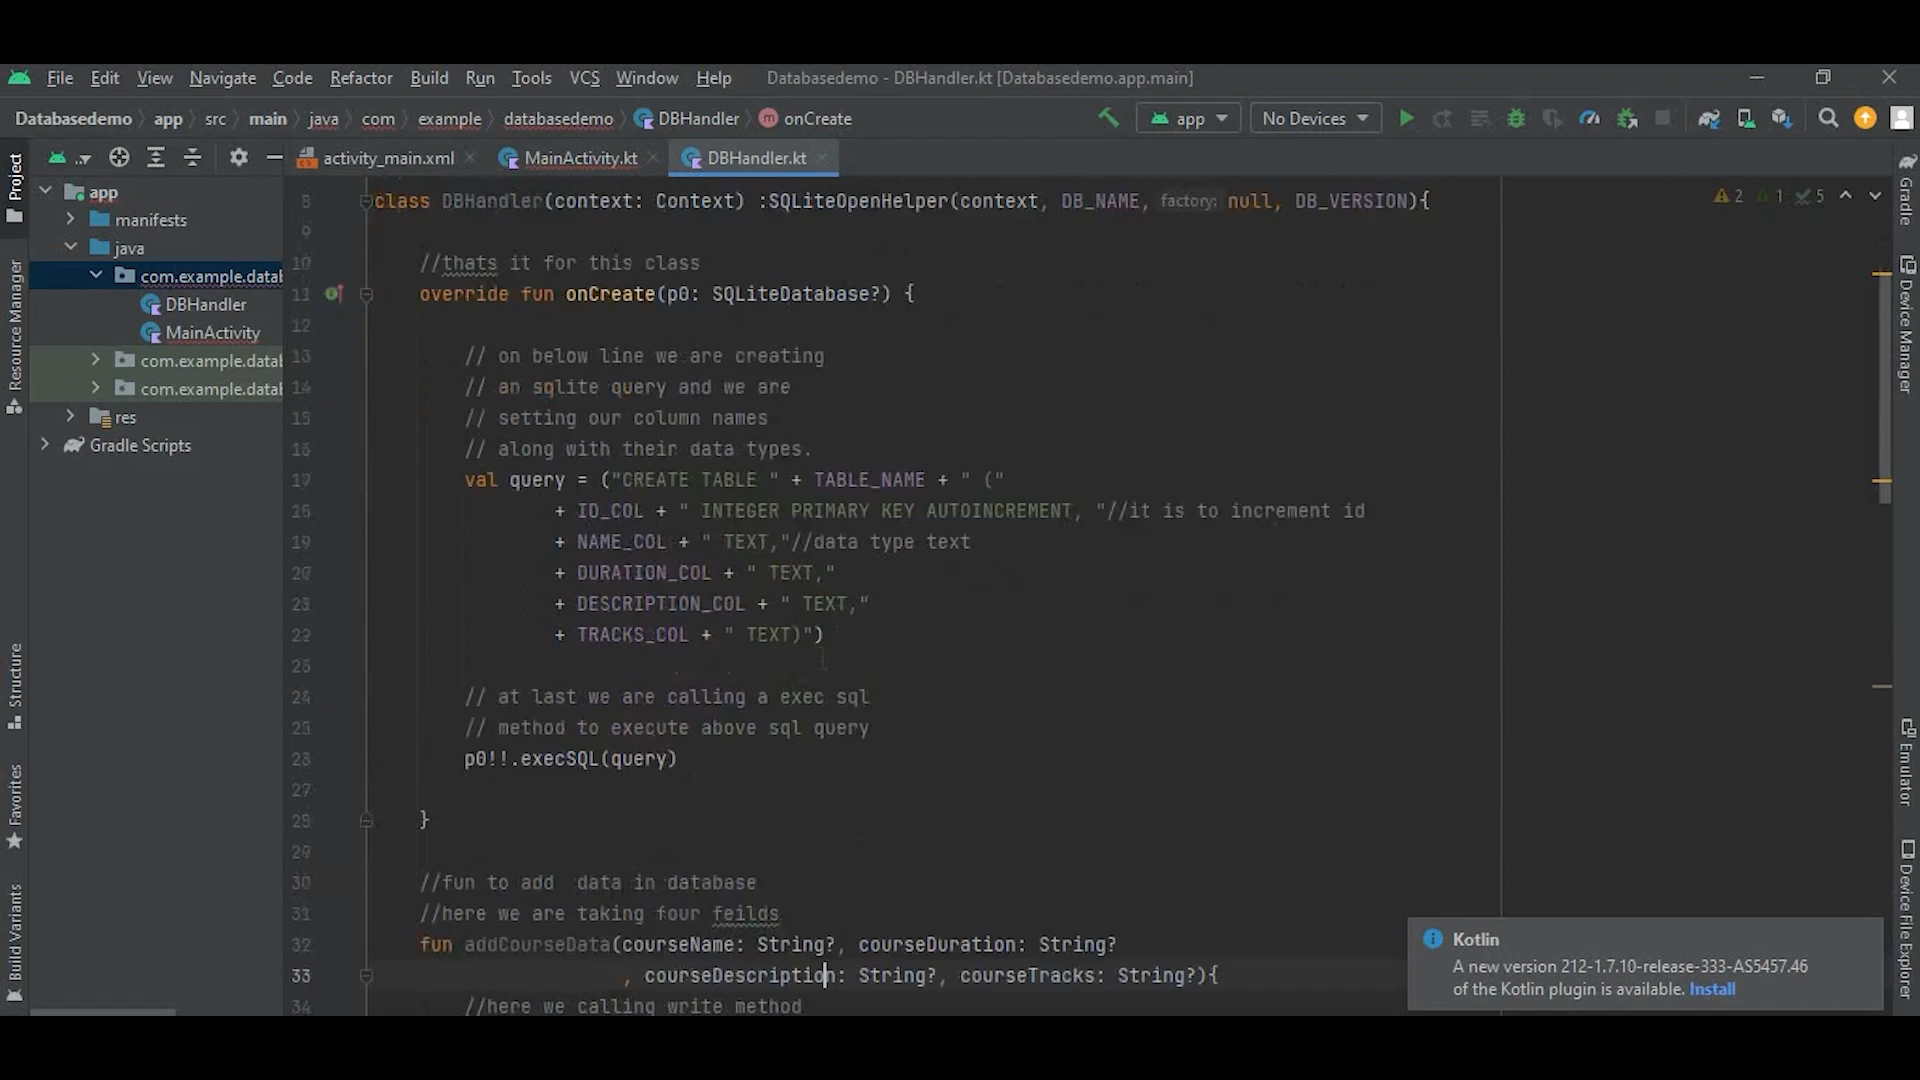 File Edit View Navigate Code Refactor Build Run Tools VCS Window Help Databasedemo - DBHandler.kt [Databasedemo.app.main]
Databasedemo app src main java com example databasedemo DBHandler onCreate app No Devices
activity_main.xml MainActivity.kt DBHandler.kt
Project
Resource Manager
Structure
Favorites
Build Variants
app
manifests
java
com.example.datab
DBHandler
MainActivity
com.example.datab
com.example.datab
res
Gradle Scripts
2 1 5
8 class DBHandler(context: Context) :SQLiteOpenHelper(context, DB_NAME, factory: null, DB_VERSION){
9
10 //thats it for this class
11 override fun onCreate(p0: SQLiteDatabase?) {
12
13 // on below line we are creating
14 // an sqlite query and we are
15 // setting our column names
16 // along with their data types.
17 val query = ("CREATE TABLE " + TABLE_NAME + " ("
+ ID_COL + " INTEGER PRIMARY KEY AUTOINCREMENT, "//it is to increment id
19 + NAME_COL + " TEXT,"//data type text
20 + DURATION_COL + " TEXT,"
+ DESCRIPTION_COL + " TEXT,"
22 + TRACKS_COL + " TEXT)")
24 // at last we are calling a exec sql
// method to execute above sql query
p0!!.execSQL(query)
27
}
29
30 //fun to add  data in database
31 //here we are taking four feilds
32 fun addCourseData(courseName: String?, courseDuration: String?
33 , courseDescription: String?, courseTracks: String?){
34 //here we calling write method
Gradle
Device Manager
Emulator
Device File Explorer
Kotlin
A new version 212-1.7.10-release-333-AS5457.46
of the Kotlin plugin is available. Install